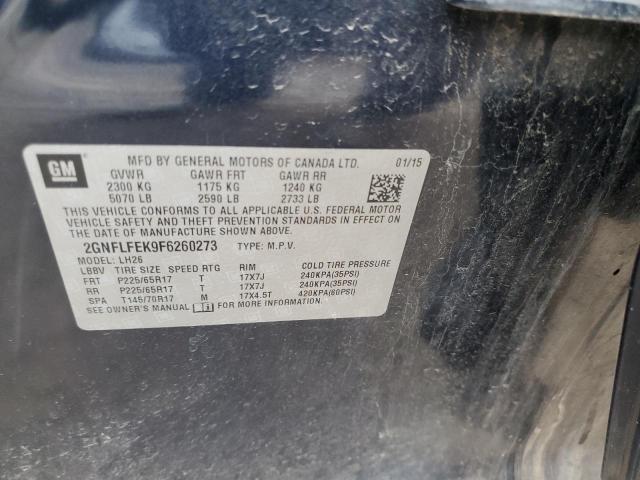 GM
MFD BY GENERAL MOTORS OF CANADA LTD. 01/15
GVWR GAWR FRT GAWR RR
2300 KG 1175 KG 1240 KG
5070 LB 2590 LB 2733 LB
THIS VEHICLE CONFORMS TO ALL APPLICABLE U.S. FEDERAL MOTOR
VEHICLE SAFETY AND THEFT PREVENTION STANDARDS IN EFFECT ON
THE DATE OF MANUFACTURE SHOWN ABOVE.
2GNFLFEK9F6260273 TYPE: M.P.V.
MODEL: LH26
LBBV TIRE SIZE SPEED RTG RIM COLD TIRE PRESSURE
FRT P225/65R17 T 17X7J 240KPA(35PSI)
RR P225/65R17 T 17X7J 240KPA(35PSI)
SPA T145/70R17 M 17X4.5T 420KPA(60PSI)
SEE OWNER'S MANUAL FOR MORE INFORMATION.